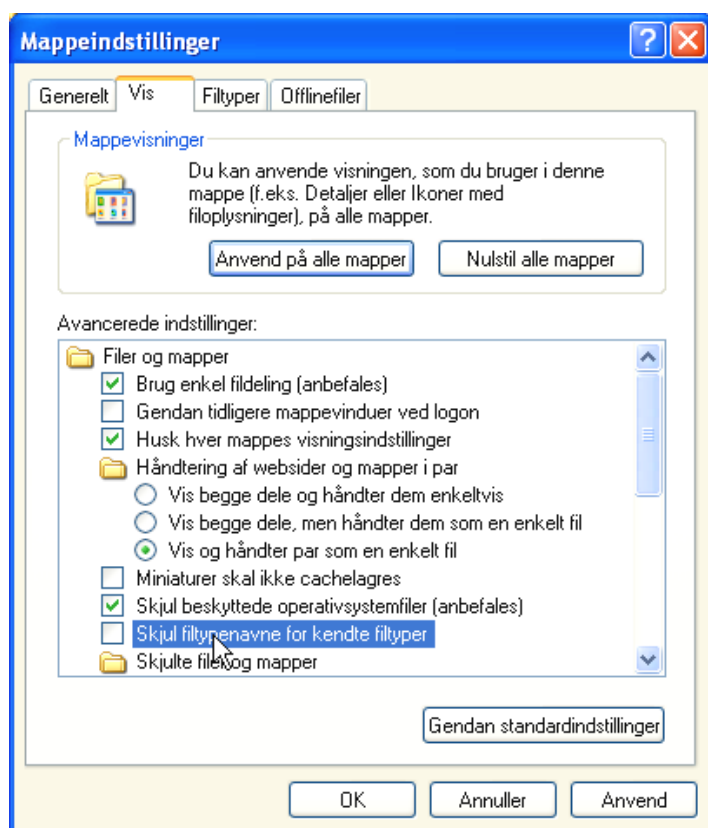 Mappeindstillinger
Generelt Vis Filtyper Offlinefiler
Mappevisninger
Du kan anvende visningen, som du bruger i denne
mappe (f.eks. Detaljer eller Ikoner med
filoplysninger), på alle mapper.
Anvend på alle mapper Nulstil alle mapper
Avancerede indstillinger:
Filer og mapper
Brug enkel fildeling (anbefales)
Gendan tidligere mappevinduer ved logon
Husk hver mappes visningsindstillinger
Håndtering af websider og mapper i par
Vis begge dele og håndter dem enkeltvis
Vis begge dele, men håndter dem som en enkelt fil
Vis og håndter par som en enkelt fil
Miniaturer skal ikke cachelagres
Skjul beskyttede operativsystemfiler (anbefales)
Skjul filtypenavne for kendte filtyper
Skjulte filer og mapper
Gendan standardindstillinger
OK Annuller Anvend